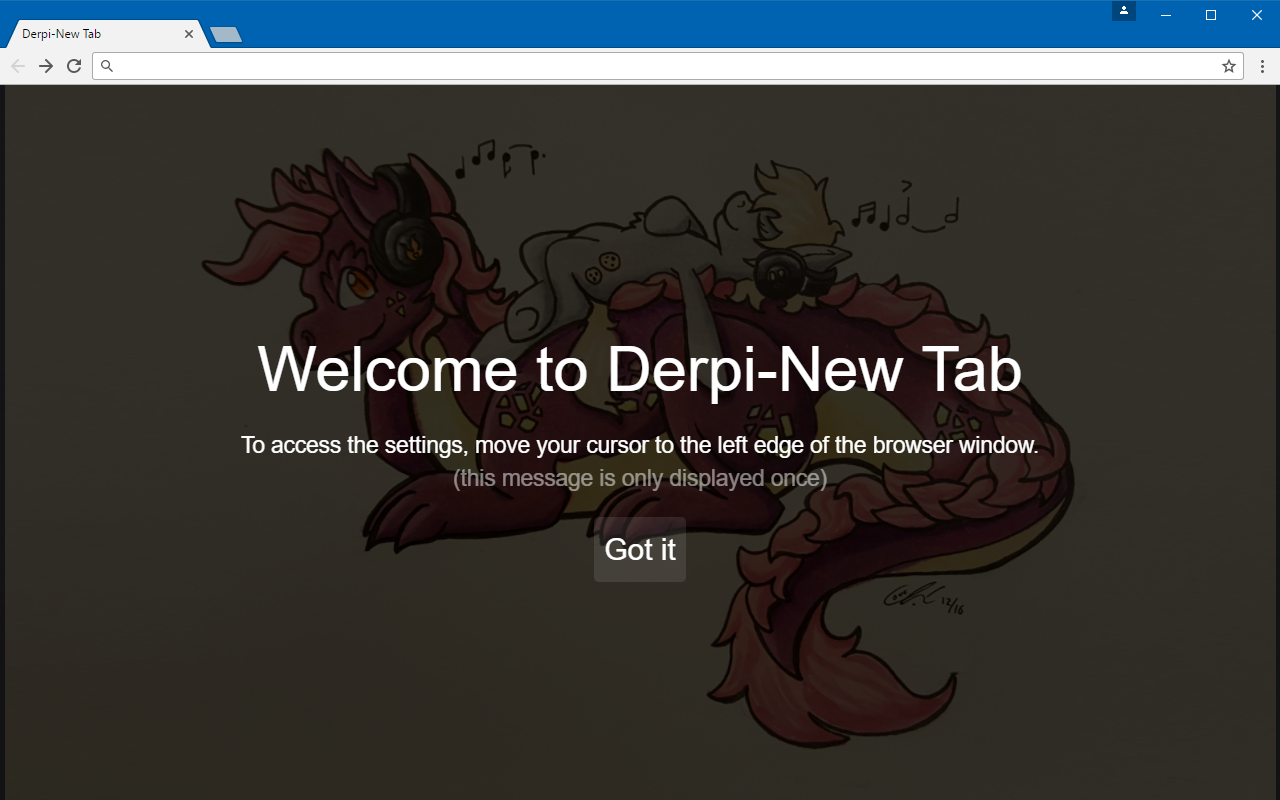 Derpi-New Tab
Welcome to Derpi-New Tab
To access the settings, move your cursor to the left edge of the browser window.
(this message is only displayed once)
Got it
12/16